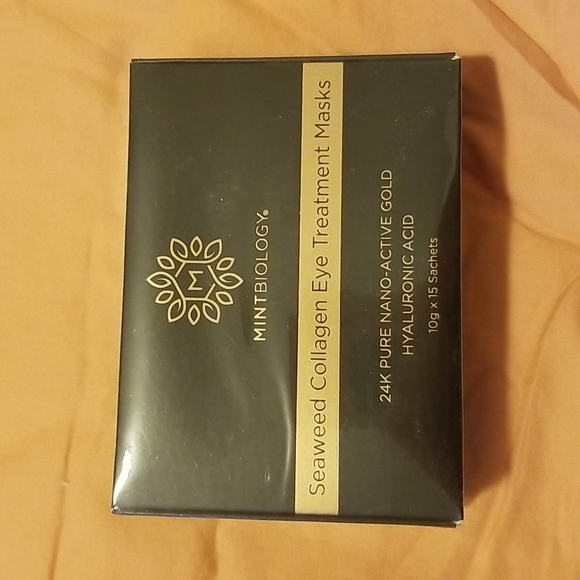 M
MINTBIOLOGY®
Seaweed Collagen Eye Treatment Masks
24K PURE NANO-ACTIVE GOLD
HYALURONIC ACID
10g x 15 Sachets